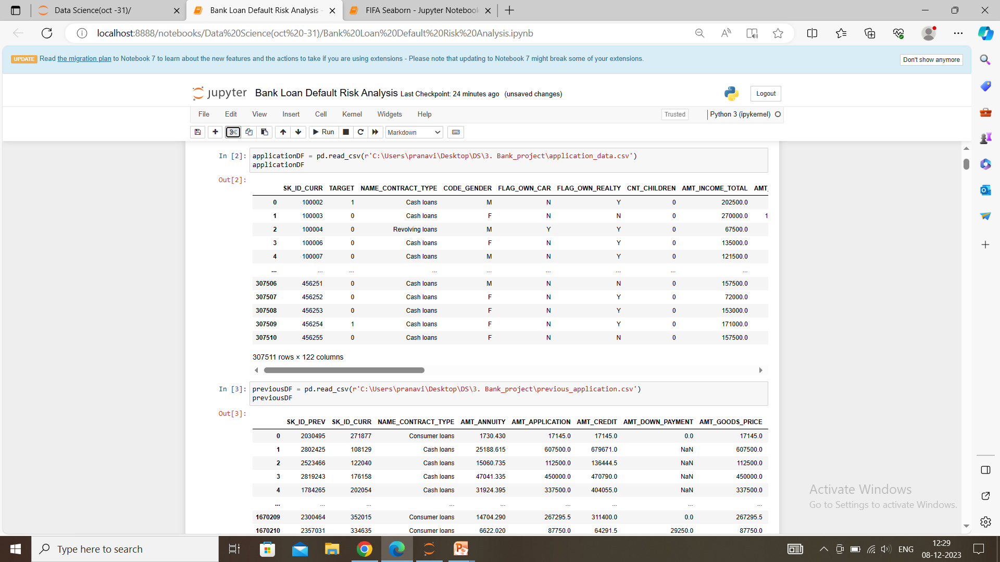 Data Science(oct -31)/
Bank Loan Default Risk Analysis -
FIFA Seaborn - Jupyter Notebook
localhost:8888/notebooks/Data%20Science(oct%20-31)/Bank%20Loan%20Default%20Risk%20Analysis.ipynb
UPDATE Read the migration plan to Notebook 7 to learn about the new features and the actions to take if you are using extensions - Please note that updating to Notebook 7 might break some of your extensions.
Don't show anymore
jupyter Bank Loan Default Risk Analysis Last Checkpoint: 24 minutes ago (unsaved changes)
Logout
File Edit View Insert Cell Kernel Widgets Help
Trusted
Python 3 (ipykernel)
Run
Markdown
In [2]: applicationDF = pd.read_csv(r'C:\Users\pranavi\Desktop\DS\3. Bank_project\application_data.csv')
applicationDF
Out[2]:
SK_ID_CURR TARGET NAME_CONTRACT_TYPE CODE_GENDER FLAG_OWN_CAR FLAG_OWN_REALTY CNT_CHILDREN AMT_INCOME_TOTAL AMT_
0 100002 1 Cash loans M N Y 0 202500.0
1 100003 0 Cash loans F N N 0 270000.0 1
2 100004 0 Revolving loans M Y Y 0 67500.0
3 100006 0 Cash loans F N Y 0 135000.0
4 100007 0 Cash loans M N Y 0 121500.0
... ... ... ... ... ... ... ... ...
307506 456251 0 Cash loans M N N 0 157500.0
307507 456252 0 Cash loans F N Y 0 72000.0
307508 456253 0 Cash loans F N Y 0 153000.0
307509 456254 1 Cash loans F N Y 0 171000.0
307510 456255 0 Cash loans F N N 0 157500.0
307511 rows × 122 columns
In [3]: previousDF = pd.read_csv(r'C:\Users\pranavi\Desktop\DS\3. Bank_project\previous_application.csv')
previousDF
Out[3]:
SK_ID_PREV SK_ID_CURR NAME_CONTRACT_TYPE AMT_ANNUITY AMT_APPLICATION AMT_CREDIT AMT_DOWN_PAYMENT AMT_GOODS_PRICE
0 2030495 271877 Consumer loans 1730.430 17145.0 17145.0 0.0 17145.0
1 2802425 108129 Cash loans 25188.615 607500.0 679671.0 NaN 607500.0
2 2523466 122040 Cash loans 15060.735 112500.0 136444.5 NaN 112500.0
3 2819243 176158 Cash loans 47041.335 450000.0 470790.0 NaN 450000.0
4 1784265 202054 Cash loans 31924.395 337500.0 404055.0 NaN 337500.0
... ... ... ... ... ... ... ... ...
1670209 2300464 352015 Consumer loans 14704.290 267295.5 311400.0 0.0 267295.5
1670210 2357031 334635 Consumer loans 6622.020 87750.0 64291.5 29250.0 87750.0
Activate Windows
Go to Settings to activate Windows.
Type here to search
ENG
12:29
08-12-2023